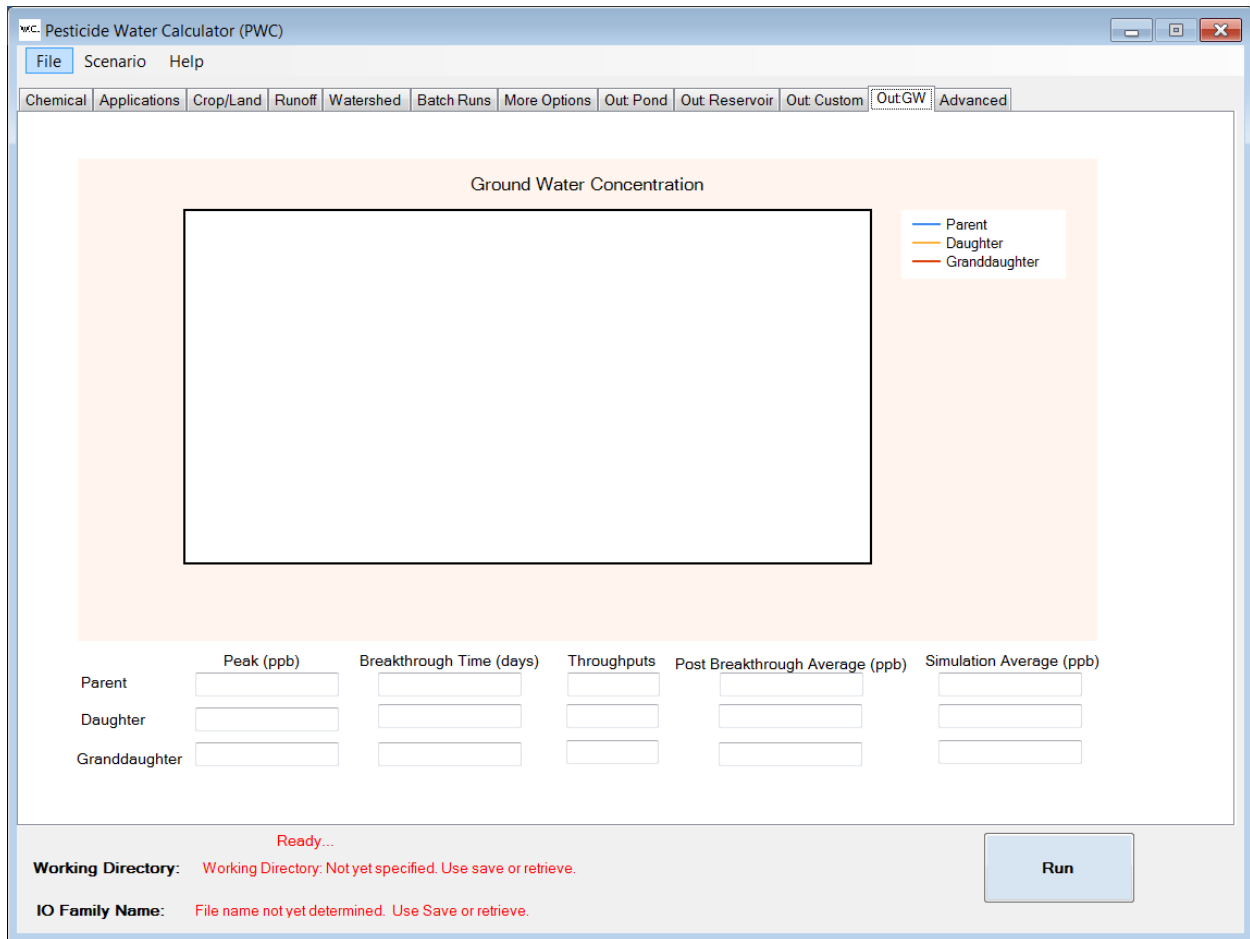 W.C. Pesticide Water Calculator (PWC)
File Scenario Help
Chemical Applications Crop/Land Runoff Watershed Batch Runs More Options Out: Pond Out: Reservoir Out: Custom Out:GW Advanced
Ground Water Concentration
Parent
Daughter
Granddaughter
Peak (ppb) Breakthrough Time (days) Throughputs Post Breakthrough Average (ppb) Simulation Average (ppb)
Parent
Daughter
Granddaughter
Ready...
Working Directory: Working Directory: Not yet specified. Use save or retrieve.
Run
IO Family Name: File name not yet determined. Use Save or retrieve.